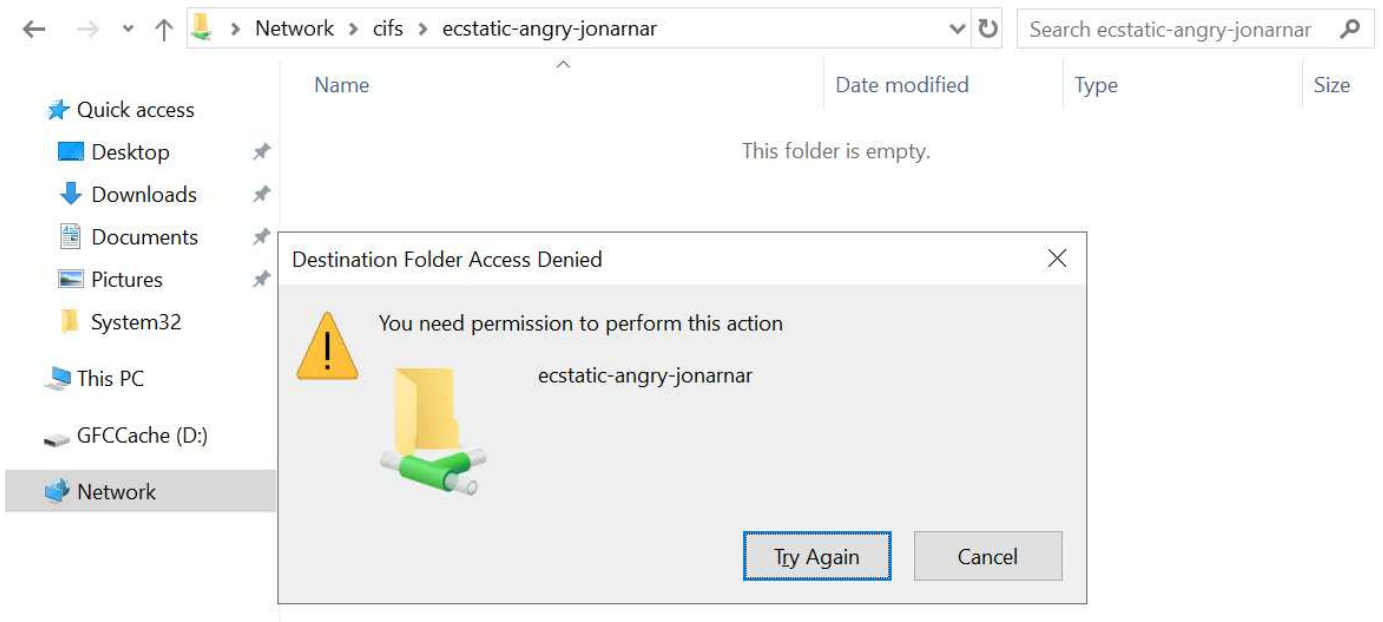 Network > cifs > ecstatic-angry-jonarnar
Search ecstatic-angry-jonarnar
Name Date modified Type Size
This folder is empty.
Quick access
Desktop
Downloads
Documents
Pictures
System32
This PC
GFCCache (D:)
Network
Destination Folder Access Denied
You need permission to perform this action
ecstatic-angry-jonarnar
Try Again Cancel